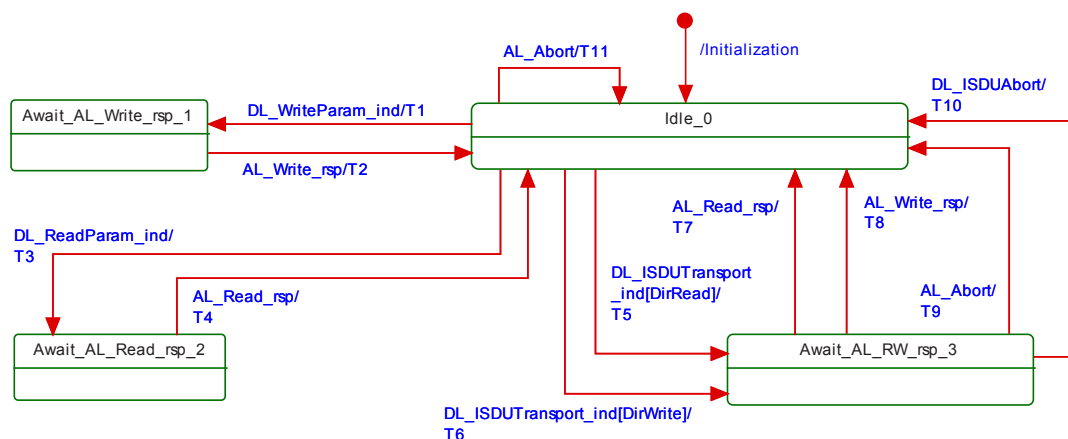 AL_Abort/T11
/Initialization
DL_ISDUAbort/
T10
Await_AL_Write_rsp_1
DL_WriteParam_ind/T1
Idle_0
AL_Write_rsp/T2
AL_Read_rsp/
T7
AL_Write_rsp/
T8
DL_ReadParam_ind/
T3
DL_ISDUTransport
_ind[DirRead]/
T5
AL_Read_rsp/
T4
AL_Abort/
T9
Await_AL_Read_rsp_2
Await_AL_RW_rsp_3
DL_ISDUTransport_ind[DirWrite]/
T6